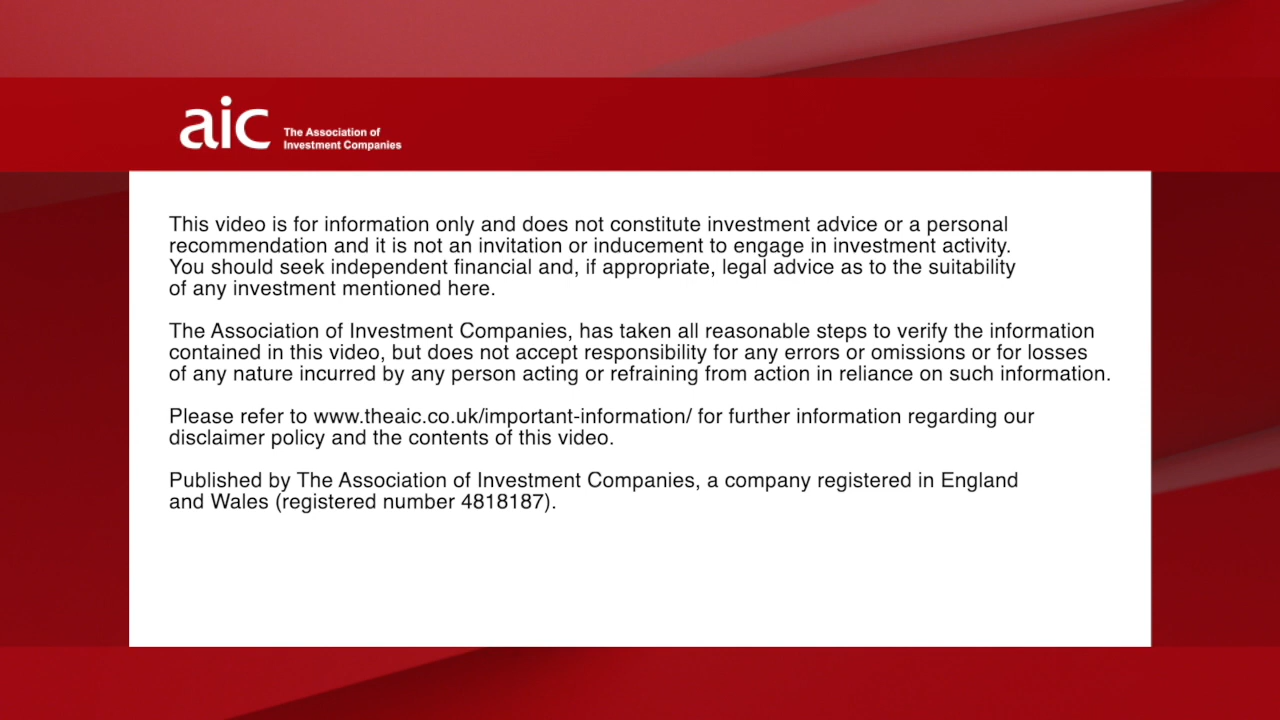 aic
The Association of
Investment Companies
This video is for information only and does not constitute investment advice or a personal
recommendation and it is not an invitation or inducement to engage in investment activity.
You should seek independent financial and, if appropriate, legal advice as to the suitability
of any investment mentioned here.
The Association of Investment Companies, has taken all reasonable steps to verify the information
contained in this video, but does not accept responsibility for any errors or omissions or for losses
of any nature incurred by any person acting or refraining from action in reliance on such information.
Please refer to www.theaic.co.uk/important-information/ for further information regarding our
disclaimer policy and the contents of this video.
Published by The Association of Investment Companies, a company registered in England
and Wales (registered number 4818187).